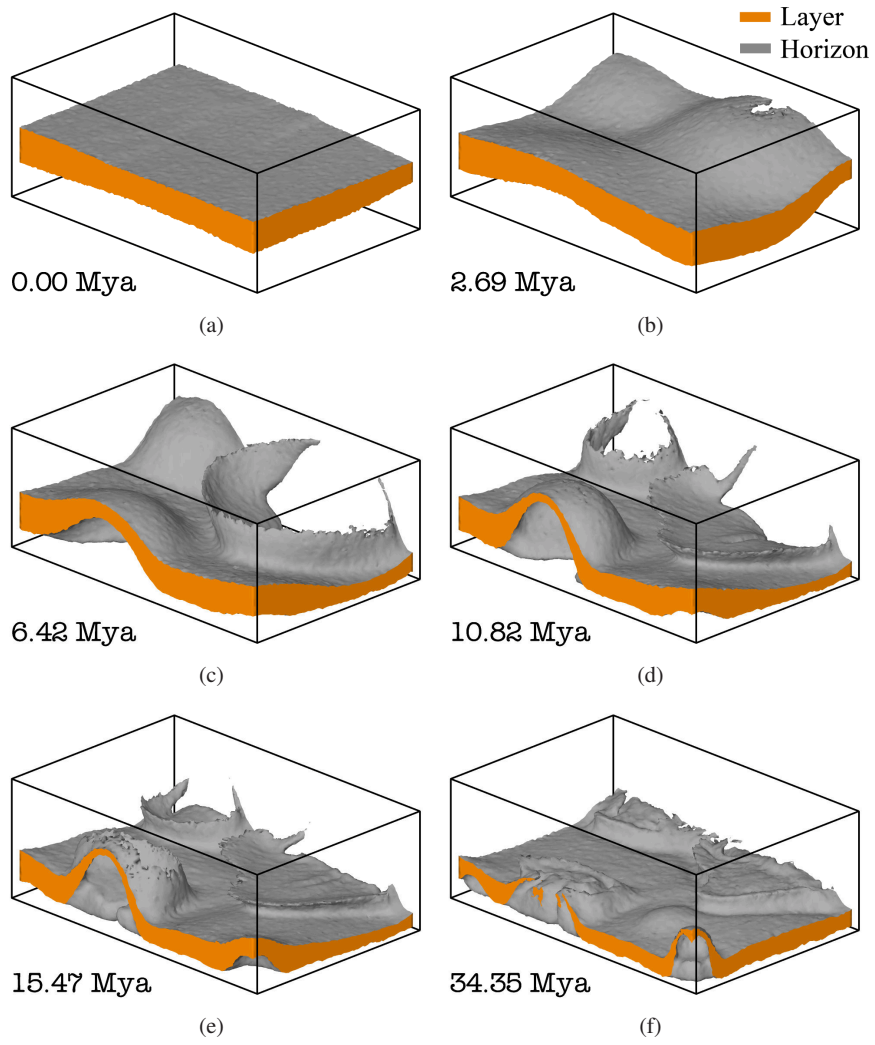 Layer
Horizon
0.00 Mya
2.69 Mya
(a)
(b)
6.42 Mya
10.82 Mya
(c)
(d)
15.47 Mya
34.35 Mya
(e)
(f)